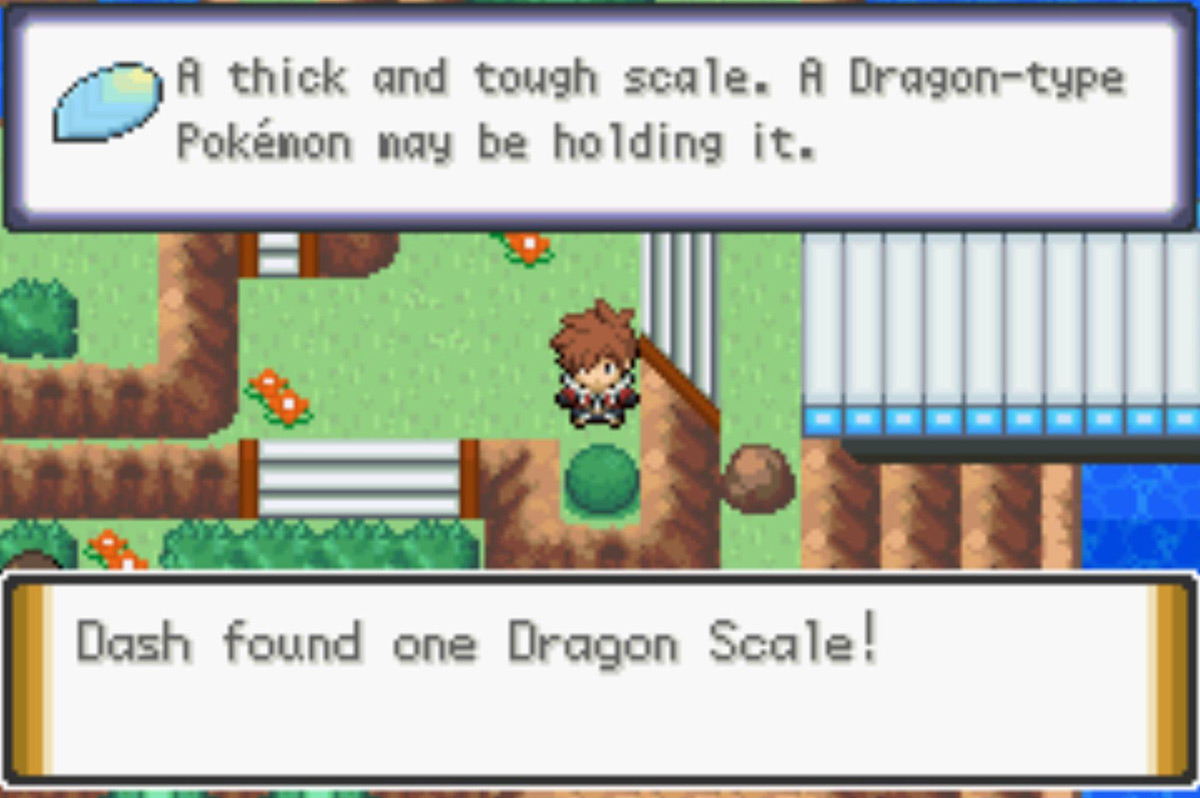 A thick and tough scale. A Dragon-type
Pokémon may be holding it.
Dash found one Dragon Scale!